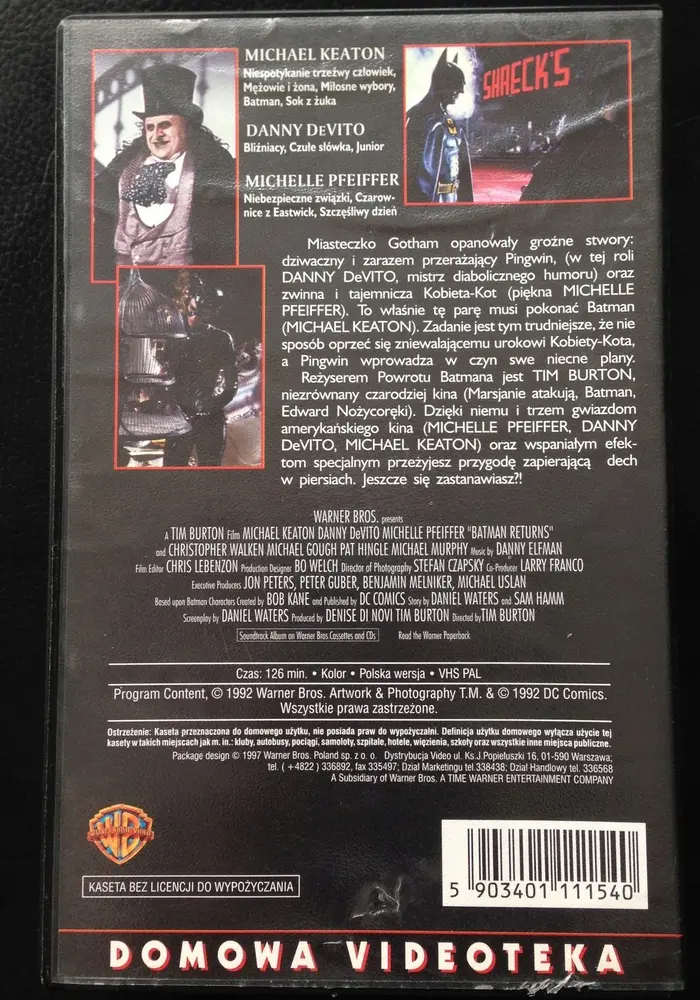 MICHAEL KEATON
Niespotykanie trzeźwy człowiek,
Mężowie i żona, Miłosne wybory,
Batman, Sok z żuka
DANNY DeVITO
Bliźniacy, Czułe słówka, Junior
MICHELLE PFEIFFER
Niebezpieczne związki, Czarow-
nice z Eastwick, Szczęśliwy dzień
SHRECK'S
Miasteczko Gotham opanowały groźne stwory:
dziwaczny i zarazem przerażający Pingwin, (w tej roli
DANNY DeVITO, mistrz diabolicznego humoru) oraz
zwinna i tajemnicza Kobieta-Kot (piękna MICHELLE
PFEIFFER). To właśnie tę parę musi pokonać Batman
(MICHAEL KEATON). Zadanie jest tym trudniejsze, że nie
sposób oprzeć się zniewalającemu urokowi Kobiety-Kota,
a Pingwin wprowadza w czyn swe niecne plany.
Reżyserem Powrotu Batmana jest TIM BURTON,
niezrównany czarodziej kina (Marsjanie atakują, Batman,
Edward Nożycoręki). Dzięki niemu i trzem gwiazdom
amerykańskiego kina (MICHELLE PFEIFFER, DANNY
DeVITO, MICHAEL KEATON) oraz wspaniałym efek-
tom specjalnym przeżyjesz przygodę zapierającą dech
w piersiach. Jeszcze się zastanawiasz?!
WARNER BROS. presents
A TIM BURTON Film MICHAEL KEATON DANNY DeVITO MICHELLE PFEIFFER "BATMAN RETURNS"
and CHRISTOPHER WALKEN MICHAEL GOUGH PAT HINGLE MICHAEL MURPHY Music by DANNY ELFMAN
Film Editor CHRIS LEBENZON Production Designer BO WELCH Director of Photography STEFAN CZAPSKY Co-Producer LARRY FRANCO
Executive Producers JON PETERS, PETER GUBER, BENJAMIN MELNIKER, MICHAEL USLAN
Based upon Batman Characters Created by BOB KANE and Published by DC COMICS Story by DANIEL WATERS and SAM HAMM
Screenplay by DANIEL WATERS Produced by DENISE DI NOVI TIM BURTON Directed by TIM BURTON
Soundtrack Album on Warner Bros. Cassettes and CDs Read the Warner Paperback
Czas: 126 min. • Kolor • Polska wersja • VHS PAL
Program Content, © 1992 Warner Bros. Artwork & Photography T.M. & © 1992 DC Comics.
Wszystkie prawa zastrzeżone.
Ostrzeżenie: Kaseta przeznaczona do domowego użytku, nie posiada praw do wypożyczalni. Definicja użytku domowego wyłącza użycie tej
kasety w takich miejscach jak m. in.: kluby, autobusy, pociągi, samoloty, szpitale, hotele, więzienia, szkoły oraz wszystkie inne miejsca publiczne.
Package design © 1997 Warner Bros. Poland sp. z o. o. Dystrybucja Video ul. Ks.J.Popiełuszki 16, 01-590 Warszawa;
tel. ( +4822 ) 336892, fax 335497; Dział Marketingu tel.338438; Dział Handlowy tel. 336568
A Subsidiary of Warner Bros. A TIME WARNER ENTERTAINMENT COMPANY
WARNER HOME VIDEO
KASETA BEZ LICENCJI DO WYPOŻYCZANIA
5 903401 111540
DOMOWA VIDEOTEKA